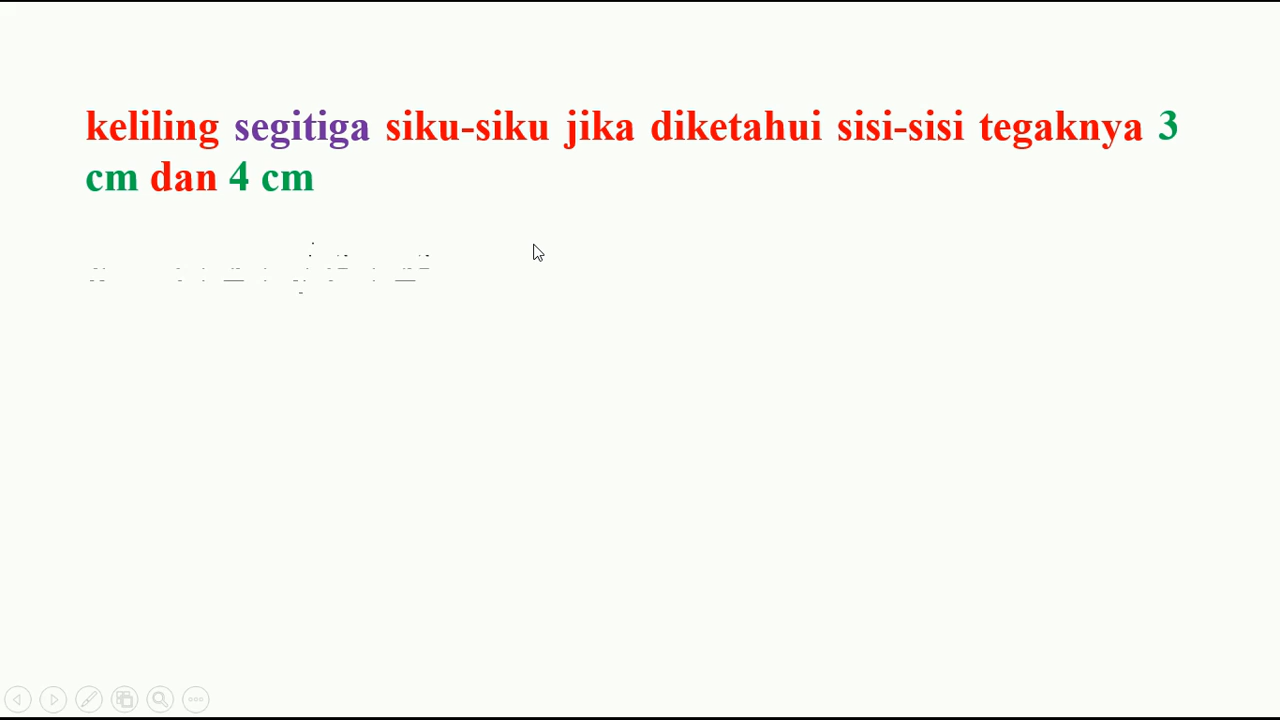 keliling segitiga siku-siku jika diketahui sisi-sisi tegaknya 3
cm dan 4 cm